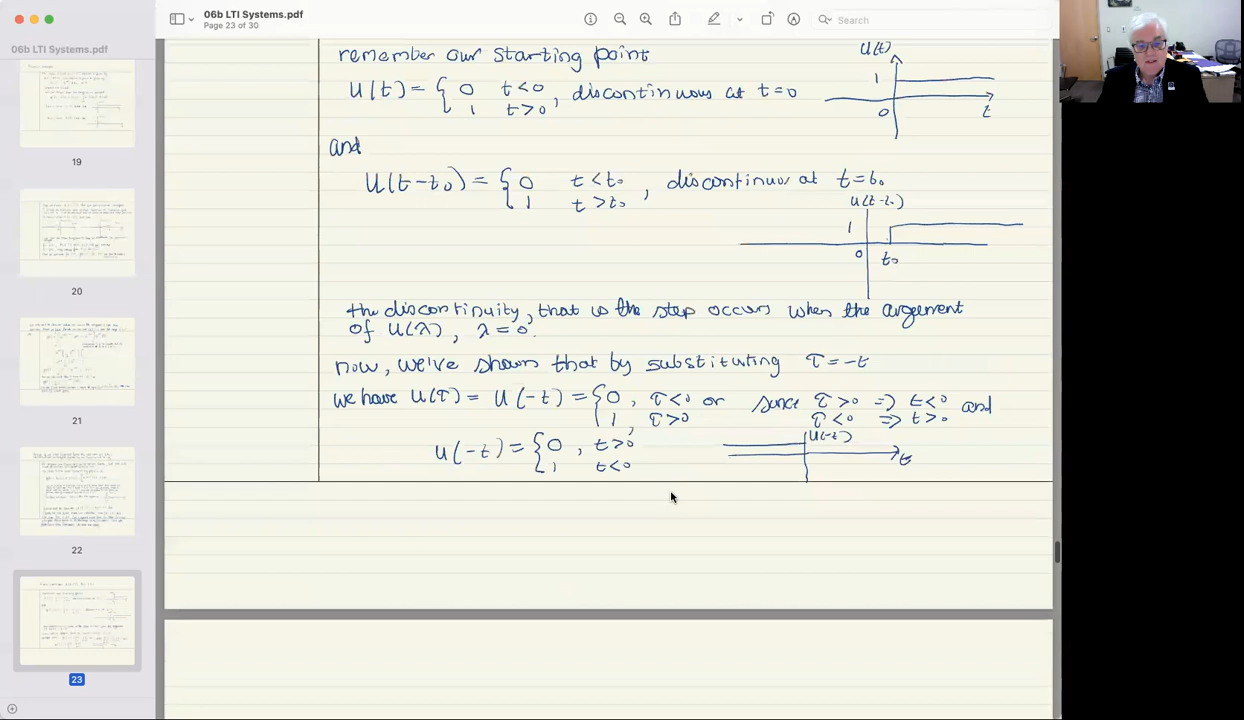 06b LTI Systems.pdf
Page 23 of 30
Search
06b LTI Systems.pdf
19
20
21
22
23
remember our starting point
U(t) = { 0 t<0 , discontinuous at t=0
1 t>0
U(t)
1
0
t
and
U(t-t₀) = { 0 t<t₀ , discontinuous at t=t₀
1 t>t₀
U(t-t₀)
1
0
t₀
the discontinuity, that is the step occurs when the argement
of U(λ), λ=0.
now, we've shown that by substituting τ=-t
we have U(τ) = U(-t) = { 0, τ<0 or since τ>0 ⇒ t<0 and
1, τ>0 τ<0 ⇒ t>0
U(-t) = { 0, t>0
1 t<0
U(-t)
t